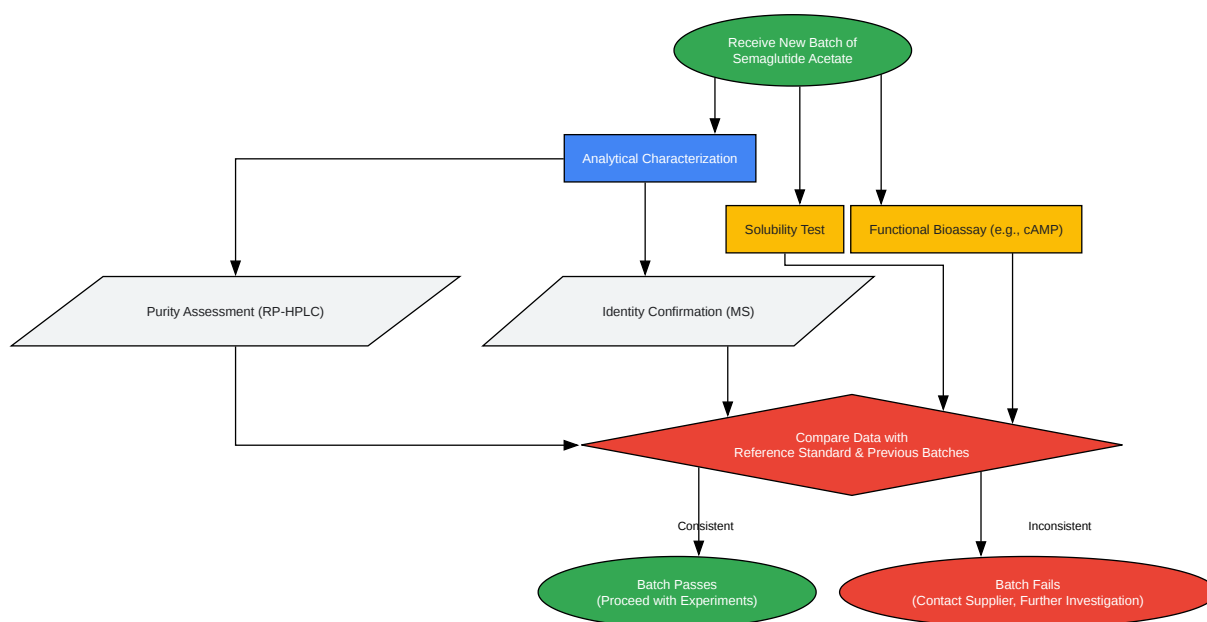 Receive New Batch of
Semaglutide Acetate
Analytical Characterization
Solubility Test
Functional Bioassay (e.g., cAMP)
Purity Assessment (RP-HPLC)
Identity Confirmation (MS)
Compare Data with
Reference Standard & Previous Batches
Consistent
Inconsistent
Batch Passes
(Proceed with Experiments)
Batch Fails
(Contact Supplier, Further Investigation)